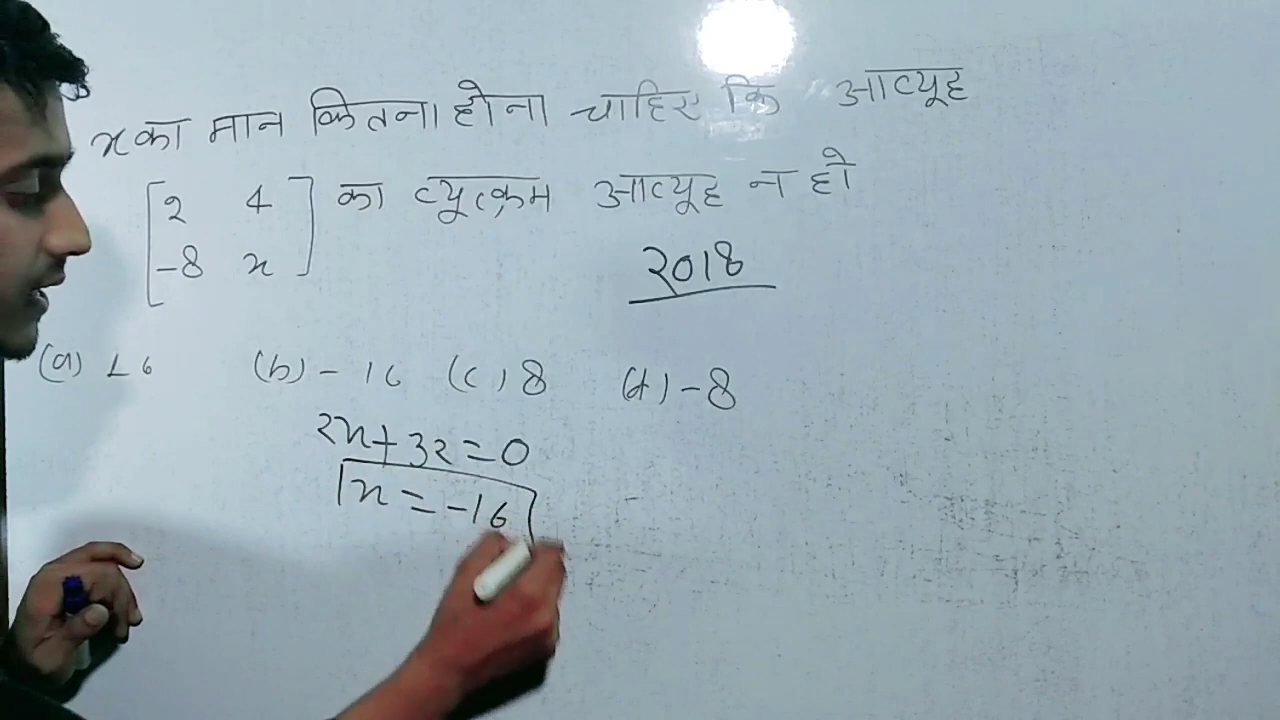 x का मान कितना होना चाहिए कि आव्यूह
[2 4
-8 x] का व्युत्क्रम आव्यूह न हो
2018
(a) 16 (b) -16 (c) 8 (d) -8
2x+32=0
x=-16